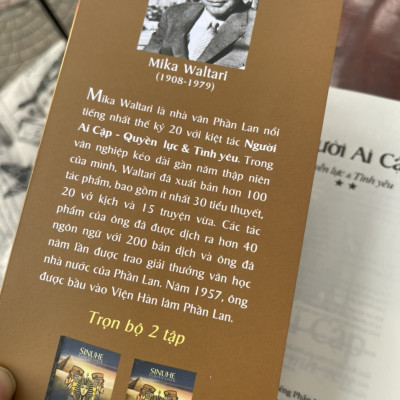 Mika Waltari
(1908-1979)
Mika Waltari là nhà văn Phần Lan nổi
tiếng nhất thế kỷ 20 với kiệt tác Người
Ai Cập - Quyền lực & Tình yêu. Trong
văn nghiệp kéo dài gần năm thập niên
của mình, Waltari đã xuất bản hơn 100
tác phẩm, bao gồm ít nhất 30 tiểu thuyết,
20 vở kịch và 15 truyện vừa. Các tác
phẩm của ông đã được dịch ra hơn 40
ngôn ngữ với 200 bản dịch và ông đã
năm lần được trao giải thưởng văn học
nhà nước của Phần Lan. Năm 1957, ông
được bầu vào Viện Hàn lâm Phần Lan.
Trọn bộ 2 tập
SINUHE
SINUHE
Ai Cập
lực & Tình yêu